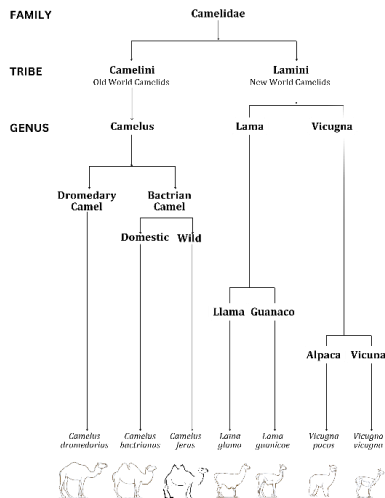 FAMILY
Camelidae
TRIBE
Camelini
Old World Camelids
Lamini
New World Camelids
GENUS
Camelus
Lama
Vicugna
Dromedary
Camel
Bactrian
Camel
Domestic
Wild
Llama
Guanaco
Alpaca
Vicuna
Camelus
dromedarius
Camelus
bactrianus
Camelus
ferus
Lama
glama
Lama
guanicoe
Vicugna
pacos
Vicugna
vicugna